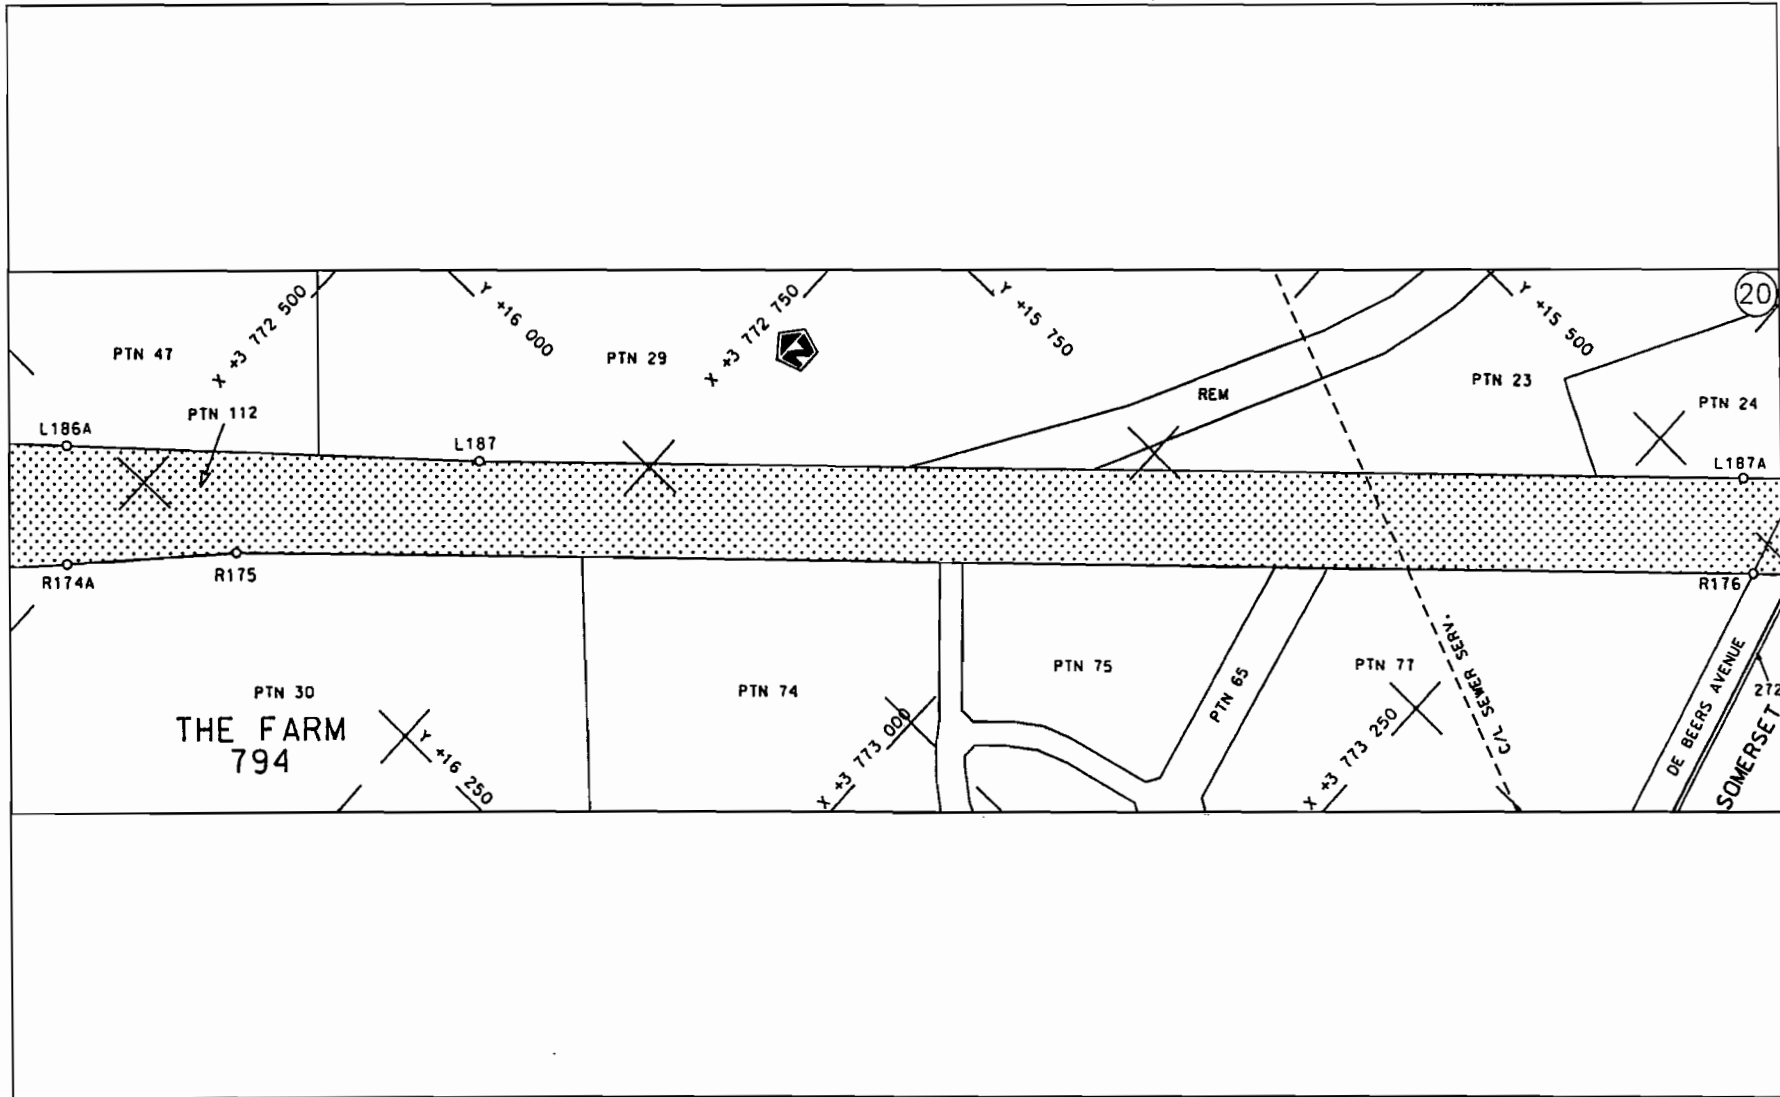 20
X +3 772 500
Y +16 000
X +3 772 750
Y +15 750
Y +15 500
PTN 47
PTN 29
PTN 23
PTN 24
REM
PTN 112
L186A
L187
L187A
R174A
R175
R176
PTN 30
THE FARM
794
Y +16 250
PTN 74
X +3 773 000
PTN 75
PTN 65
PTN 77
X +3 773 250
C/L SEWER SERV.
DE BEERS AVENUE
272
SOMERSET
N